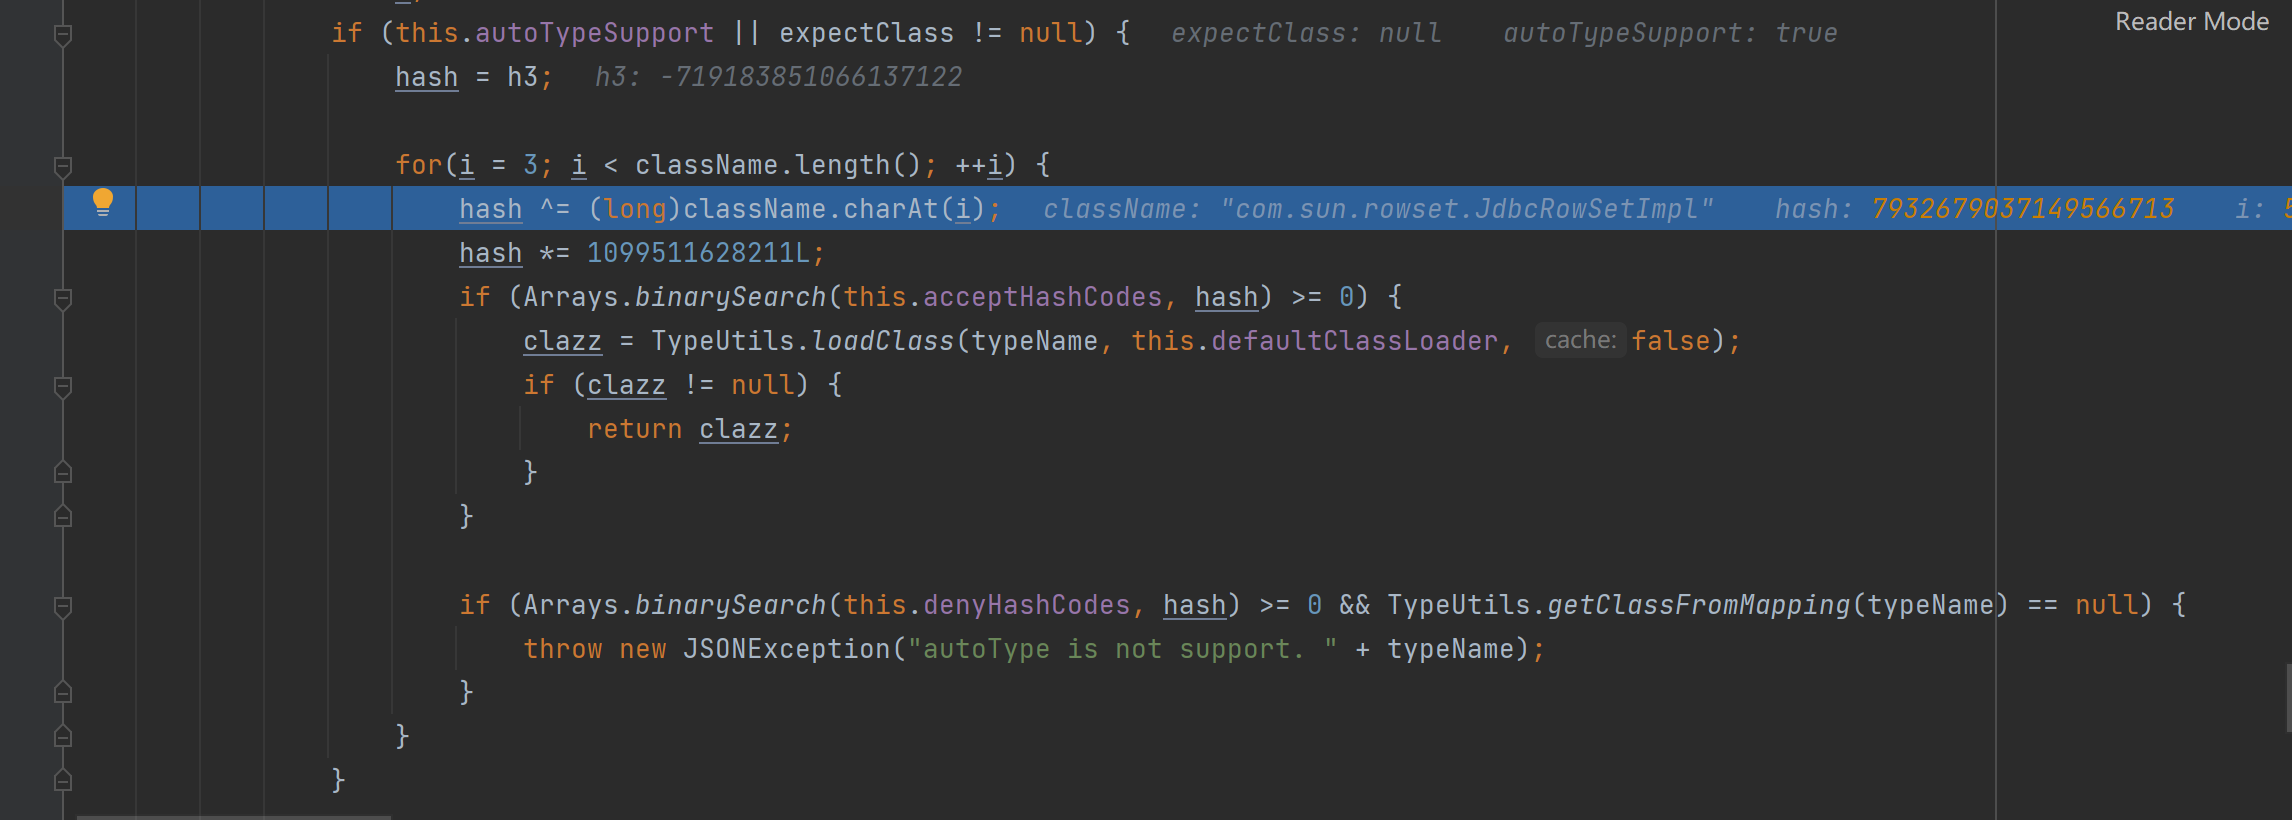 if (this.autoTypeSupport || expectClass != null) { expectClass: null autoTypeSupport: true
Reader Mode
hash = h3; h3: -719183851066137122
for(i = 3; i < className.length(); ++i) {
hash ^= (long)className.charAt(i); className: "com.sun.rowset.JdbcRowSetImpl" hash: 7932679037149566713 i: 5
hash *= 1099511628211L;
if (Arrays.binarySearch(this.acceptHashCodes, hash) >= 0) {
clazz = TypeUtils.loadClass(typeName, this.defaultClassLoader, cache: false);
if (clazz != null) {
return clazz;
}
}
if (Arrays.binarySearch(this.denyHashCodes, hash) >= 0 && TypeUtils.getClassFromMapping(typeName) == null) {
throw new JSONException("autoType is not support. " + typeName);
}
}
}